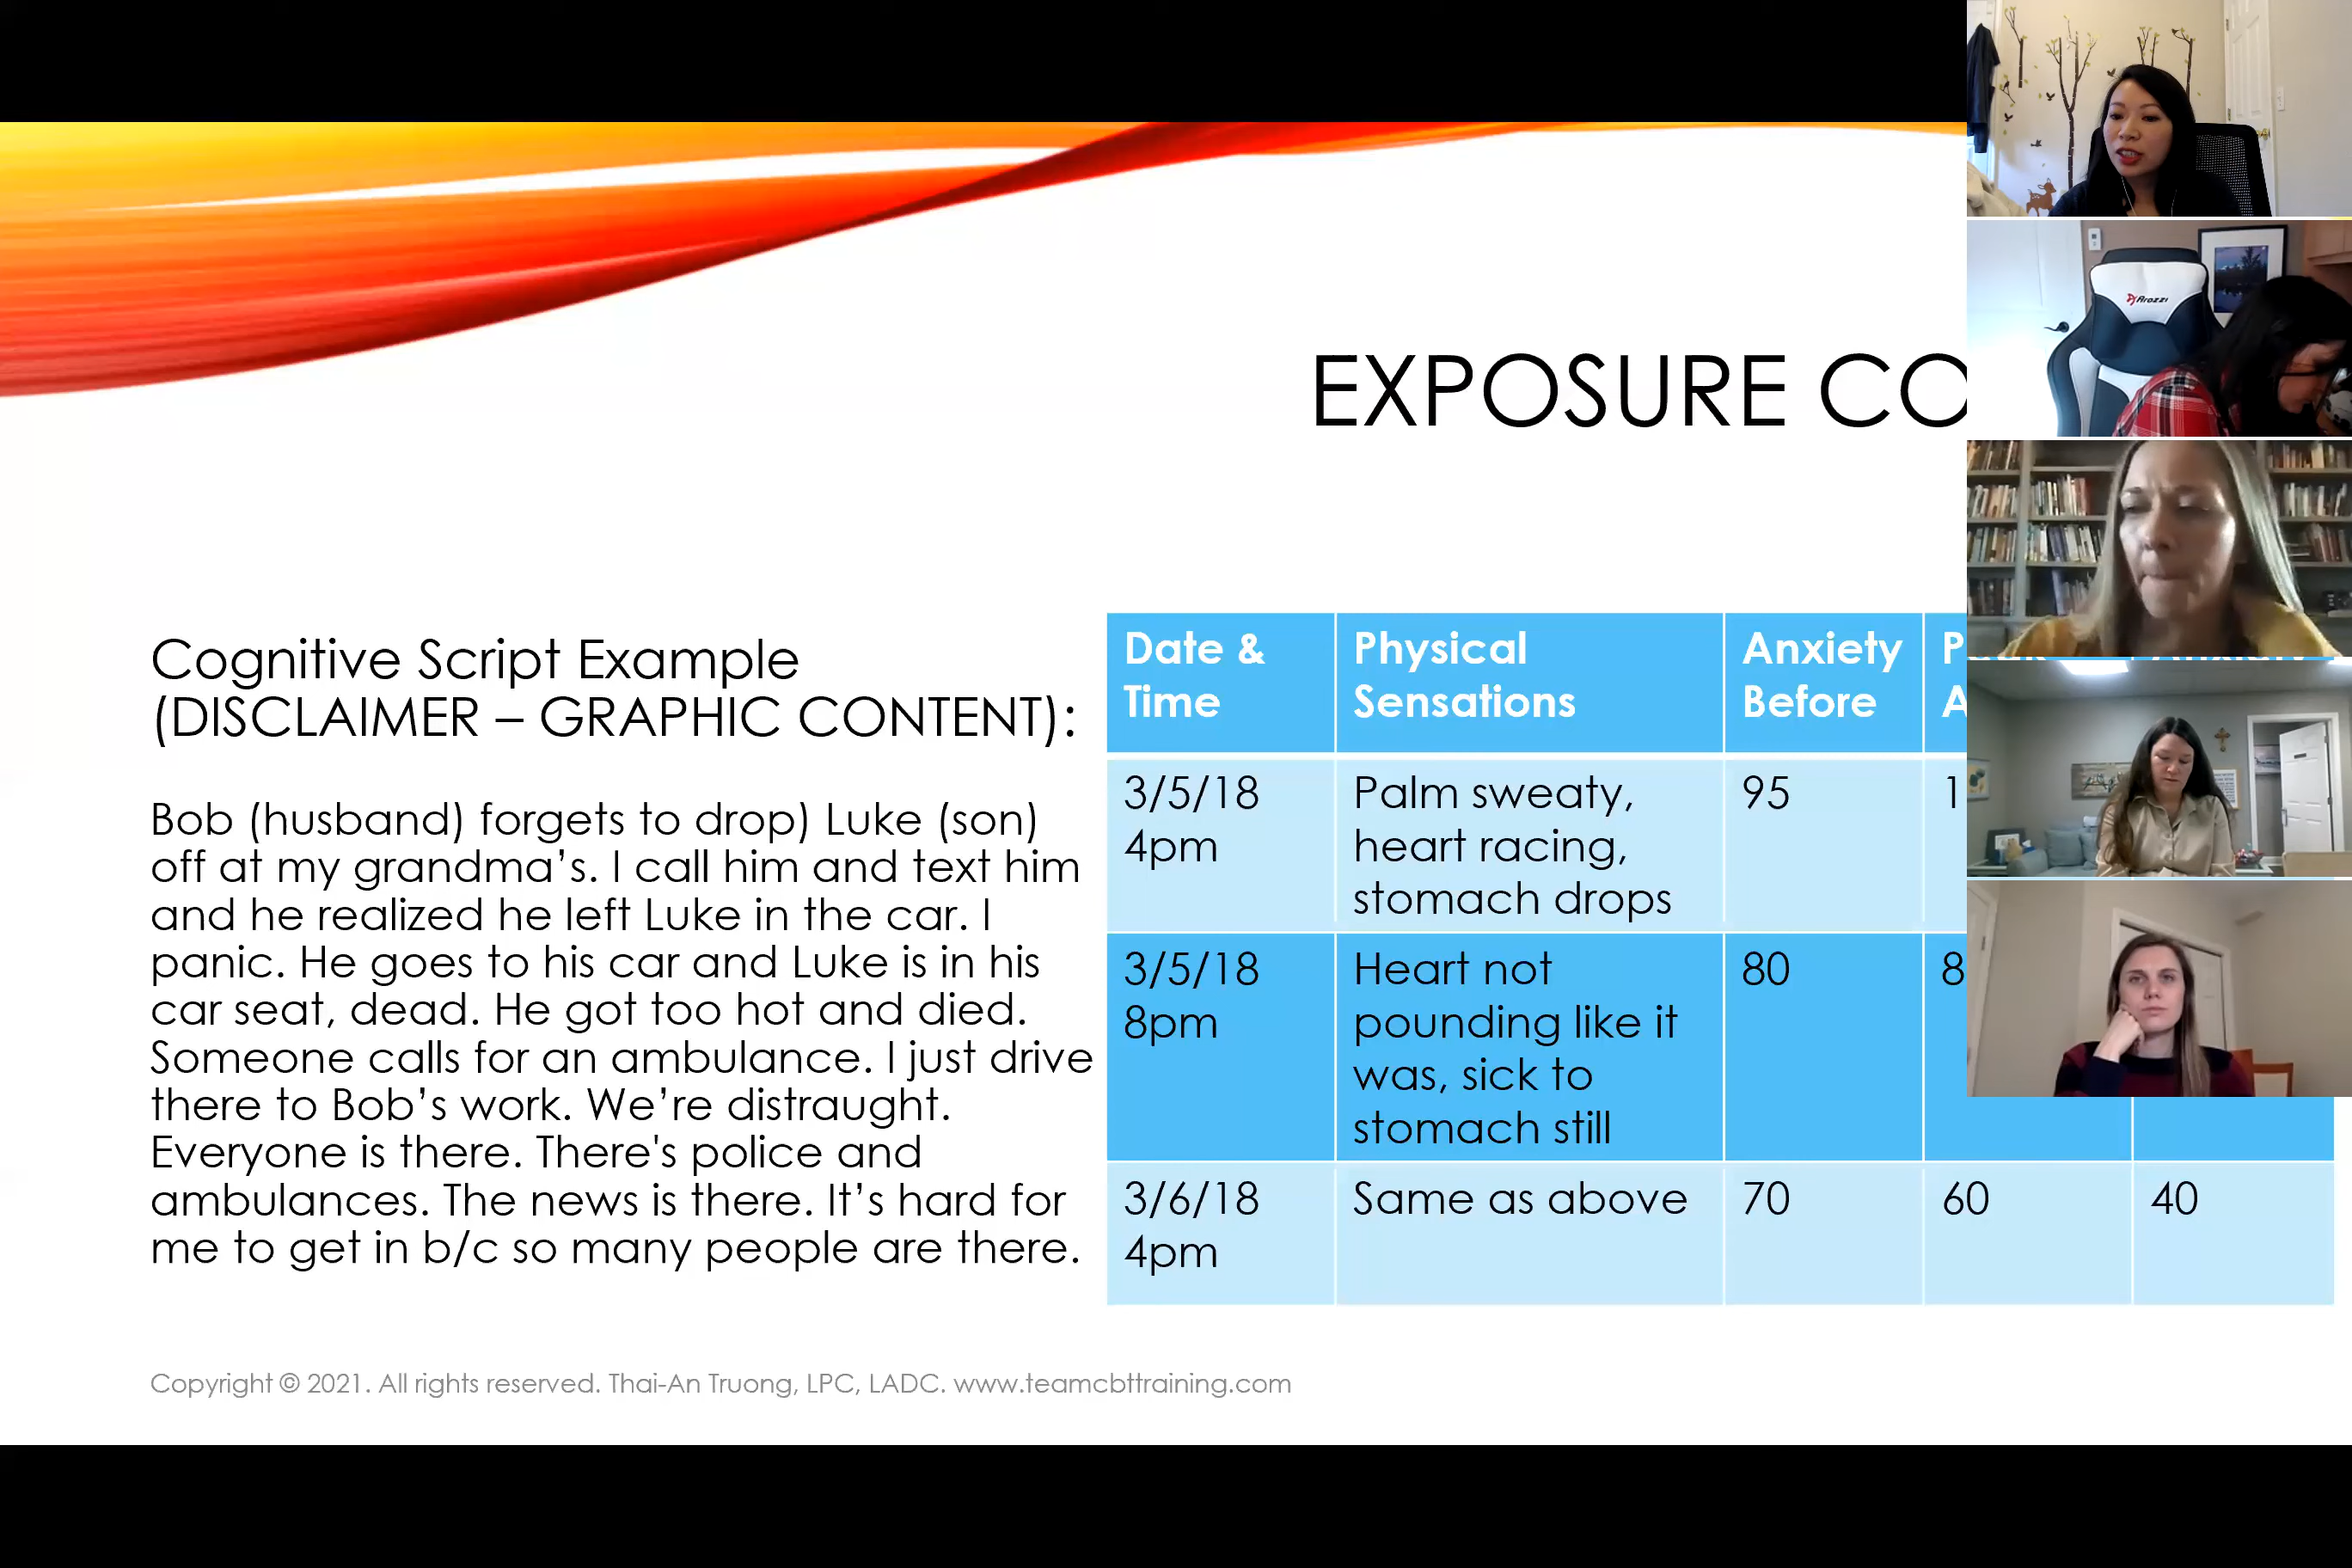 EXPOSURE CO
Cognitive Script Example
(DISCLAIMER – GRAPHIC CONTENT):
Bob (husband) forgets to drop) Luke (son)
off at my grandma's. I call him and text him
and he realized he left Luke in the car. I
panic. He goes to his car and Luke is in his
car seat, dead. He got too hot and died.
Someone calls for an ambulance. I just drive
there to Bob's work. We're distraught.
Everyone is there. There's police and
ambulances. The news is there. It's hard for
me to get in b/c so many people are there.
Date &
Time
Physical
Sensations
Anxiety
Before
3/5/18
4pm
Palm sweaty,
heart racing,
stomach drops
95
3/5/18
8pm
Heart not
pounding like it
was, sick to
stomach still
80
3/6/18
4pm
Same as above
70
60
40
Copyright © 2021. All rights reserved. Thai-An Truong, LPC, LADC. www.teamcbttraining.com
Arozzi